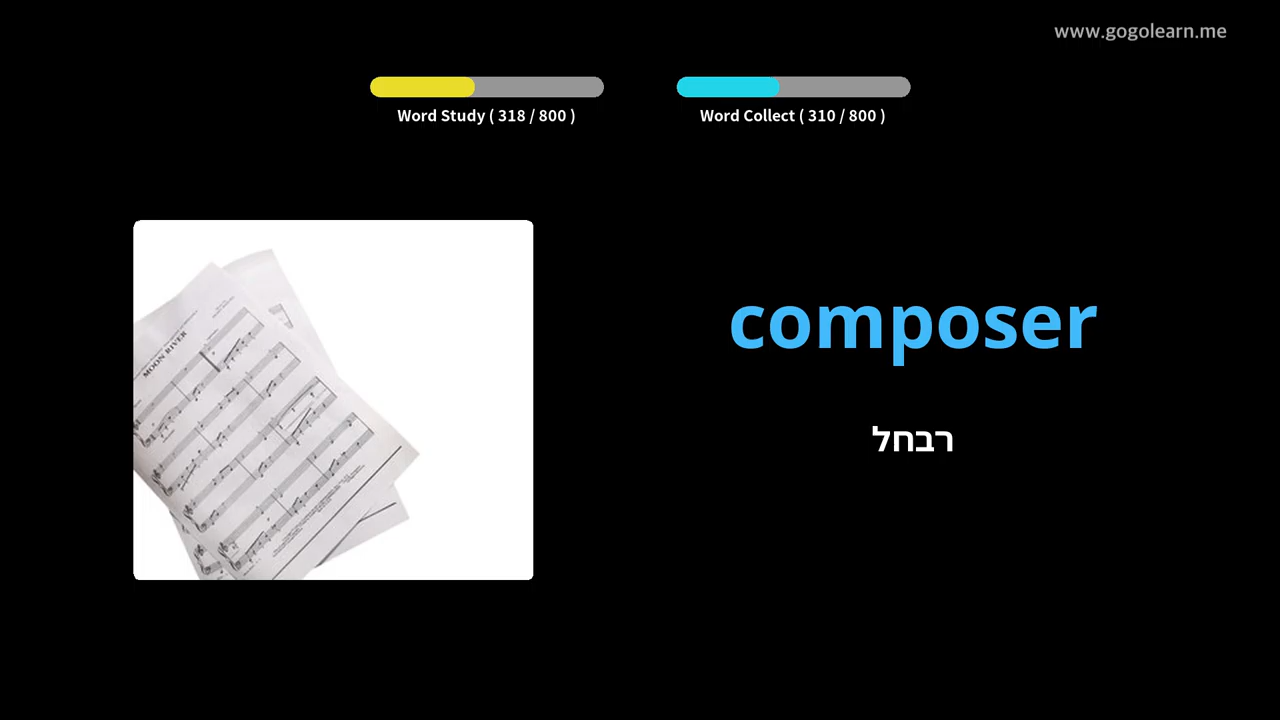 www.gogolearn.me
Word Study ( 318 / 800 )
Word Collect ( 310 / 800 )
MOON RIVER
composer
רבחל